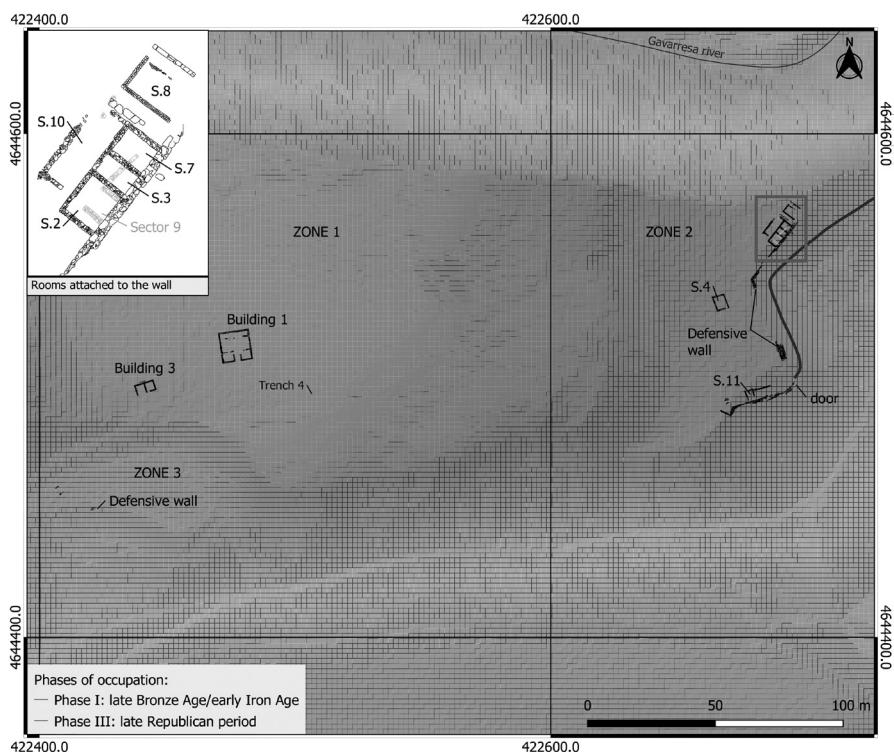 422400.0
422600.0
Gavarresa river
N
S.8
S.10
4644600.0
4644600.0
S.7
S.3
S.2
Sector 9
ZONE 1
ZONE 2
Rooms attached to the wall
S.4
Building 1
Defensive
wall
Building 3
S.11
Trench 4
door
ZONE 3
Defensive wall
4644400.0
4644400.0
Phases of occupation:
Phase I: late Bronze Age/early Iron Age
Phase III: late Republican period
0 50 100 m
422400.0
422600.0